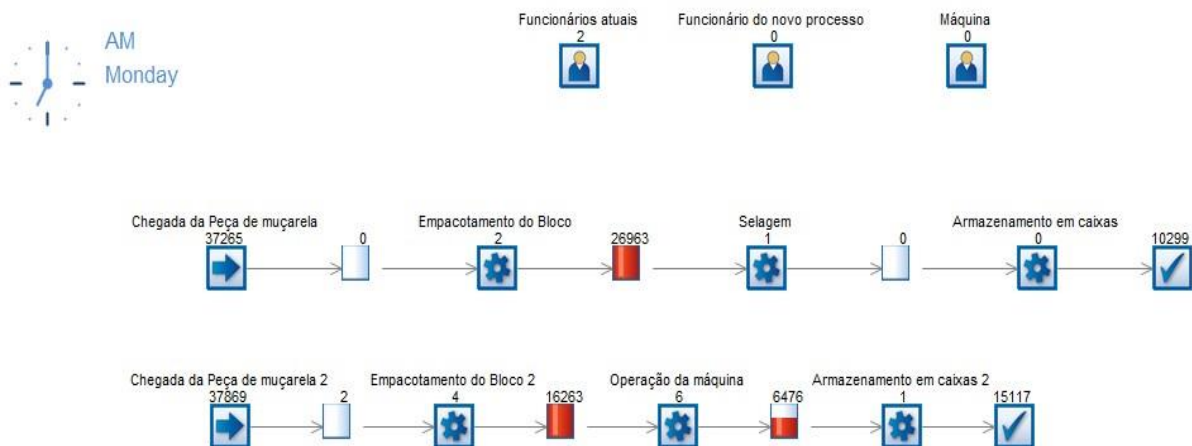 AM
Monday
Funcionários atuais
2
Funcionário do novo processo
0
Máquina
0
Chegada da Peça de muçarela
37265
0
Empacotamento do Bloco
2
26963
Selagem
1
0
Armazenamento em caixas
0
10299
Chegada da Peça de muçarela 2
37869
2
Empacotamento do Bloco 2
4
16263
Operação da máquina
6
6476
Armazenamento em caixas 2
1
15117